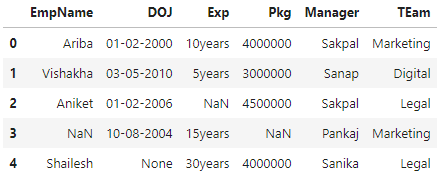 EmpName DOJ Exp Pkg Manager TEam
0 Ariba 01-02-2000 10years 4000000 Sakpal Marketing
1 Vishakha 03-05-2010 5years 3000000 Sanap Digital
2 Aniket 01-02-2006 NaN 4500000 Sakpal Legal
3 NaN 10-08-2004 15years NaN Pankaj Marketing
4 Shailesh None 30years 4000000 Sanika Legal